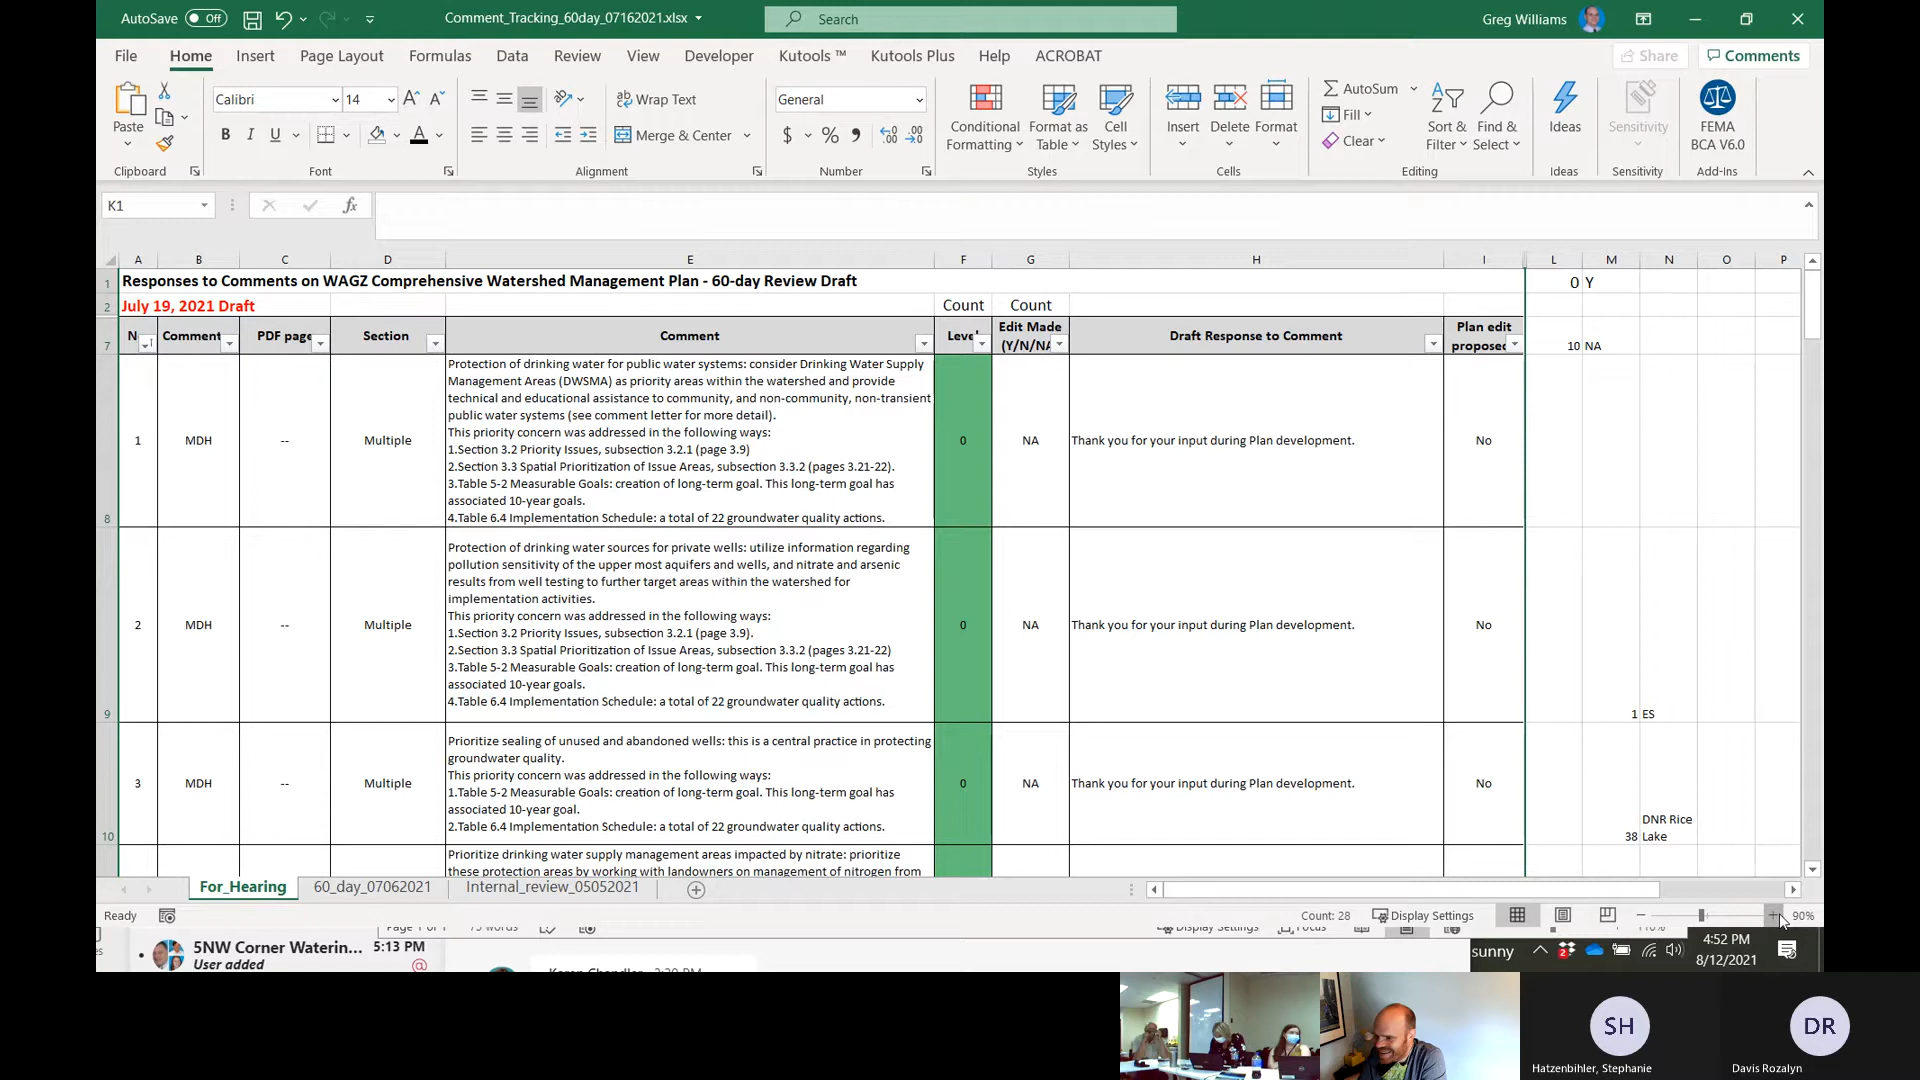 AutoSave Off Comment_Tracking_60day_07162021.xlsx Search Greg Williams
File Home Insert Page Layout Formulas Data Review View Developer Kutools ™ Kutools Plus Help ACROBAT Share Comments
Calibri 14 Wrap Text General AutoSum
Paste B I U A Merge & Center $ % Conditional Formatting Format as Table Cell Styles Insert Delete Format Fill Clear Sort & Filter Find & Select Ideas Sensitivity FEMA BCA V6.0
Clipboard Font Alignment Number Styles Cells Editing Ideas Sensitivity Add-Ins
K1 fx
A B C D E F G H I L M N O P
1 Responses to Comments on WAGZ Comprehensive Watershed Management Plan - 60-day Review Draft 0 Y
2 July 19, 2021 Draft Count Count
7 N Comment PDF page Section Comment Level Edit Made (Y/N/NA Draft Response to Comment Plan edit proposed 10 NA
Protection of drinking water for public water systems: consider Drinking Water Supply
Management Areas (DWSMA) as priority areas within the watershed and provide
technical and educational assistance to community, and non-community, non-transient
public water systems (see comment letter for more detail).
This priority concern was addressed in the following ways:
1 MDH -- Multiple 0 NA Thank you for your input during Plan development. No
1.Section 3.2 Priority Issues, subsection 3.2.1 (page 3.9)
2.Section 3.3 Spatial Prioritization of Issue Areas, subsection 3.3.2 (pages 3.21-22).
3.Table 5-2 Measurable Goals: creation of long-term goal. This long-term goal has
associated 10-year goals.
8 4.Table 6.4 Implementation Schedule: a total of 22 groundwater quality actions.
Protection of drinking water sources for private wells: utilize information regarding
pollution sensitivity of the upper most aquifers and wells, and nitrate and arsenic
results from well testing to further target areas within the watershed for
implementation activities.
This priority concern was addressed in the following ways:
2 MDH -- Multiple 0 NA Thank you for your input during Plan development. No
1.Section 3.2 Priority Issues, subsection 3.2.1 (page 3.9).
2.Section 3.3 Spatial Prioritization of Issue Areas, subsection 3.3.2 (pages 3.21-22)
3.Table 5-2 Measurable Goals: creation of long-term goal. This long-term goal has
associated 10-year goals.
4.Table 6.4 Implementation Schedule: a total of 22 groundwater quality actions.
9 1 ES
Prioritize sealing of unused and abandoned wells: this is a central practice in protecting
groundwater quality.
This priority concern was addressed in the following ways:
3 MDH -- Multiple 0 NA Thank you for your input during Plan development. No
1.Table 5-2 Measurable Goals: creation of long-term goal. This long-term goal has
associated 10-year goal.
2.Table 6.4 Implementation Schedule: a total of 22 groundwater quality actions.
10 38 DNR Rice Lake
Prioritize drinking water supply management areas impacted by nitrate: prioritize
these protection areas by working with landowners on management of nitrogen from
For_Hearing 60_day_07062021 Internal_review_05052021
Ready Count: 28 Display Settings 90%
5NW Corner Waterin... 5:13 PM
User added
sunny 2 4:52 PM
8/12/2021
SH DR
Hatzenbihler, Stephanie Davis Rozalyn